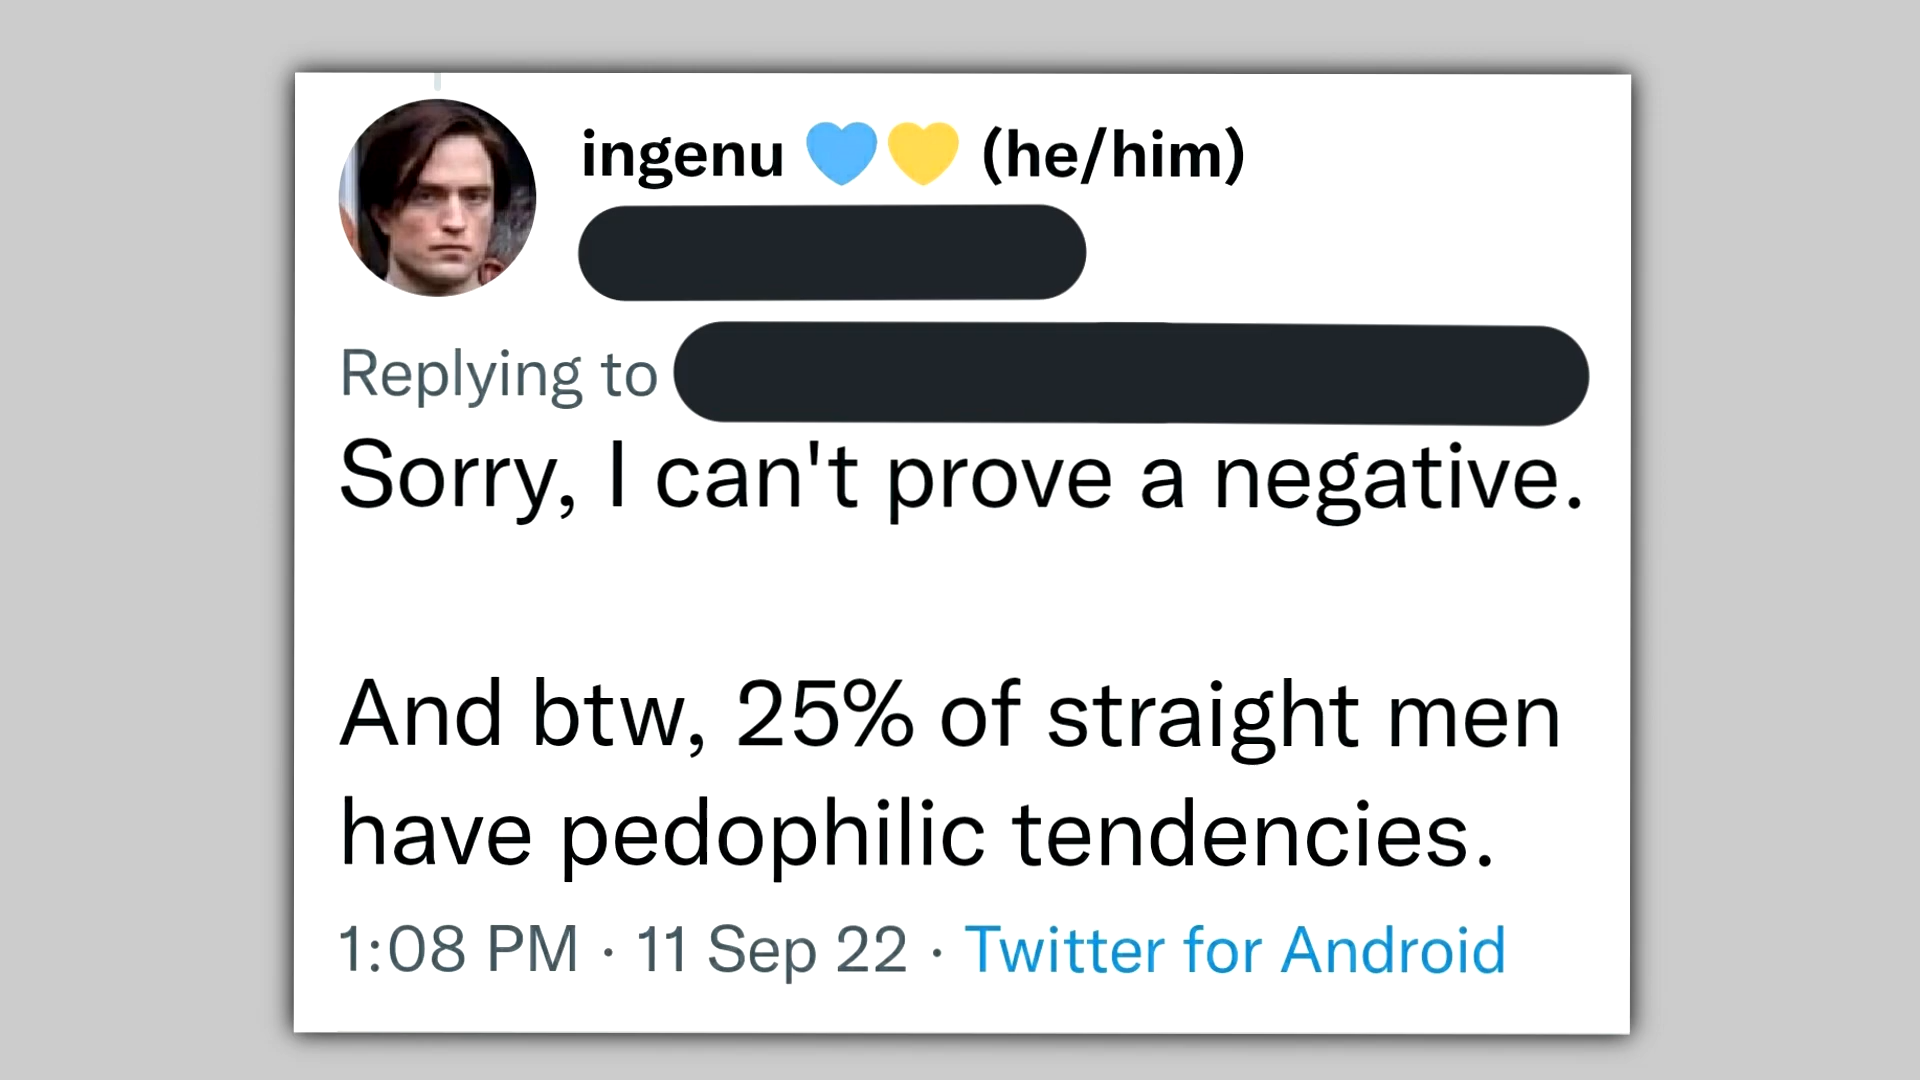 ingenu 💙💛 (he/him)
Replying to
Sorry, I can't prove a negative.
And btw, 25% of straight men
have pedophilic tendencies.
1:08 PM · 11 Sep 22 · Twitter for Android